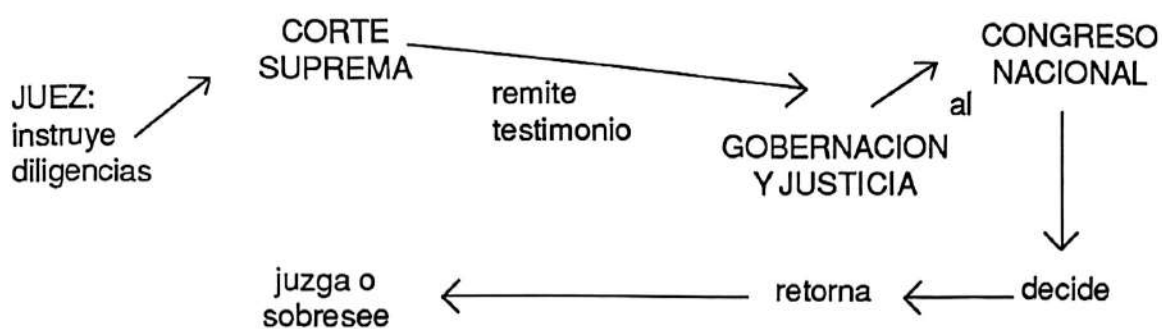 JUEZ:
instruye
diligencias
CORTE
SUPREMA
remite
testimonio
GOBERNACION
Y JUSTICIA
al
CONGRESO
NACIONAL
decide
retorna
juzga o
sobresee